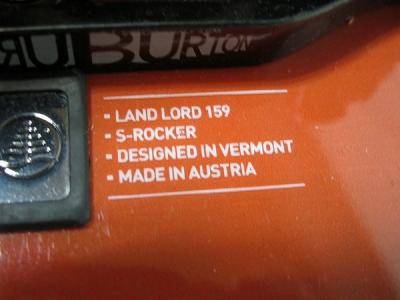 BURTON
- LAND LORD 159
- S-ROCKER
- DESIGNED IN VERMONT
- MADE IN AUSTRIA